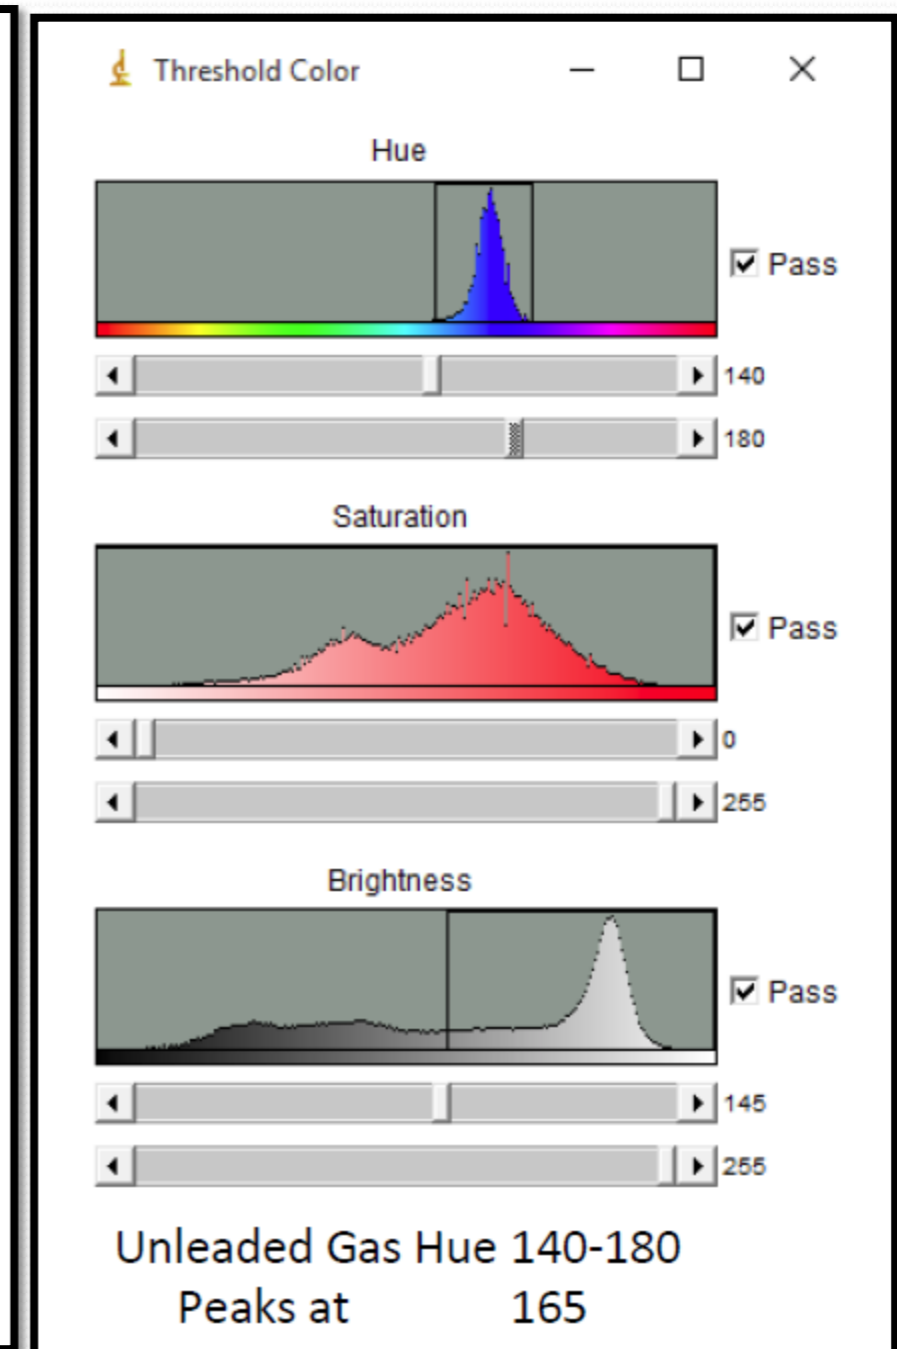 Threshold Color
Hue
Pass
140
180
Saturation
Pass
0
255
Brightness
Pass
145
255
Unleaded Gas Hue 140-180
Peaks at 165